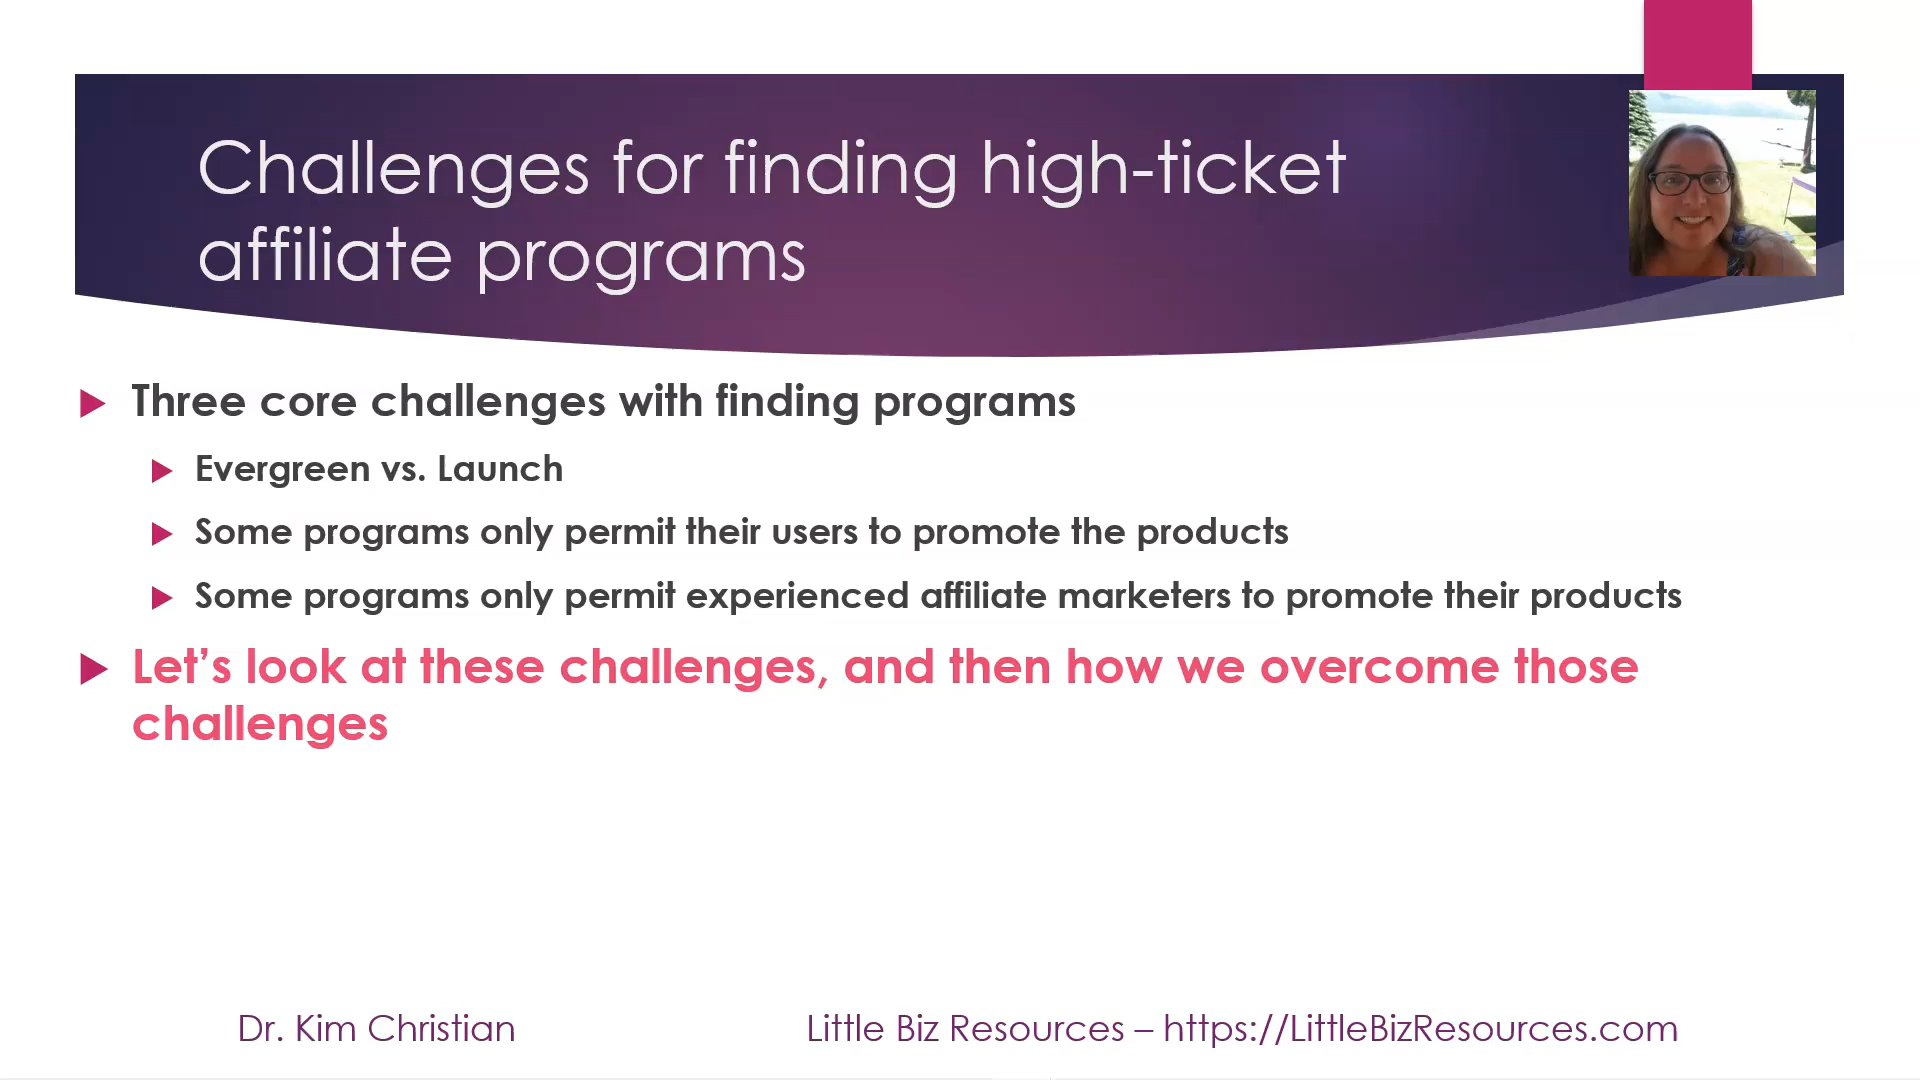 Challenges for finding high-ticket
affiliate programs
Three core challenges with finding programs
Evergreen vs. Launch
Some programs only permit their users to promote the products
Some programs only permit experienced affiliate marketers to promote their products
Let’s look at these challenges, and then how we overcome those
challenges
Dr. Kim Christian
Little Biz Resources – https://LittleBizResources.com